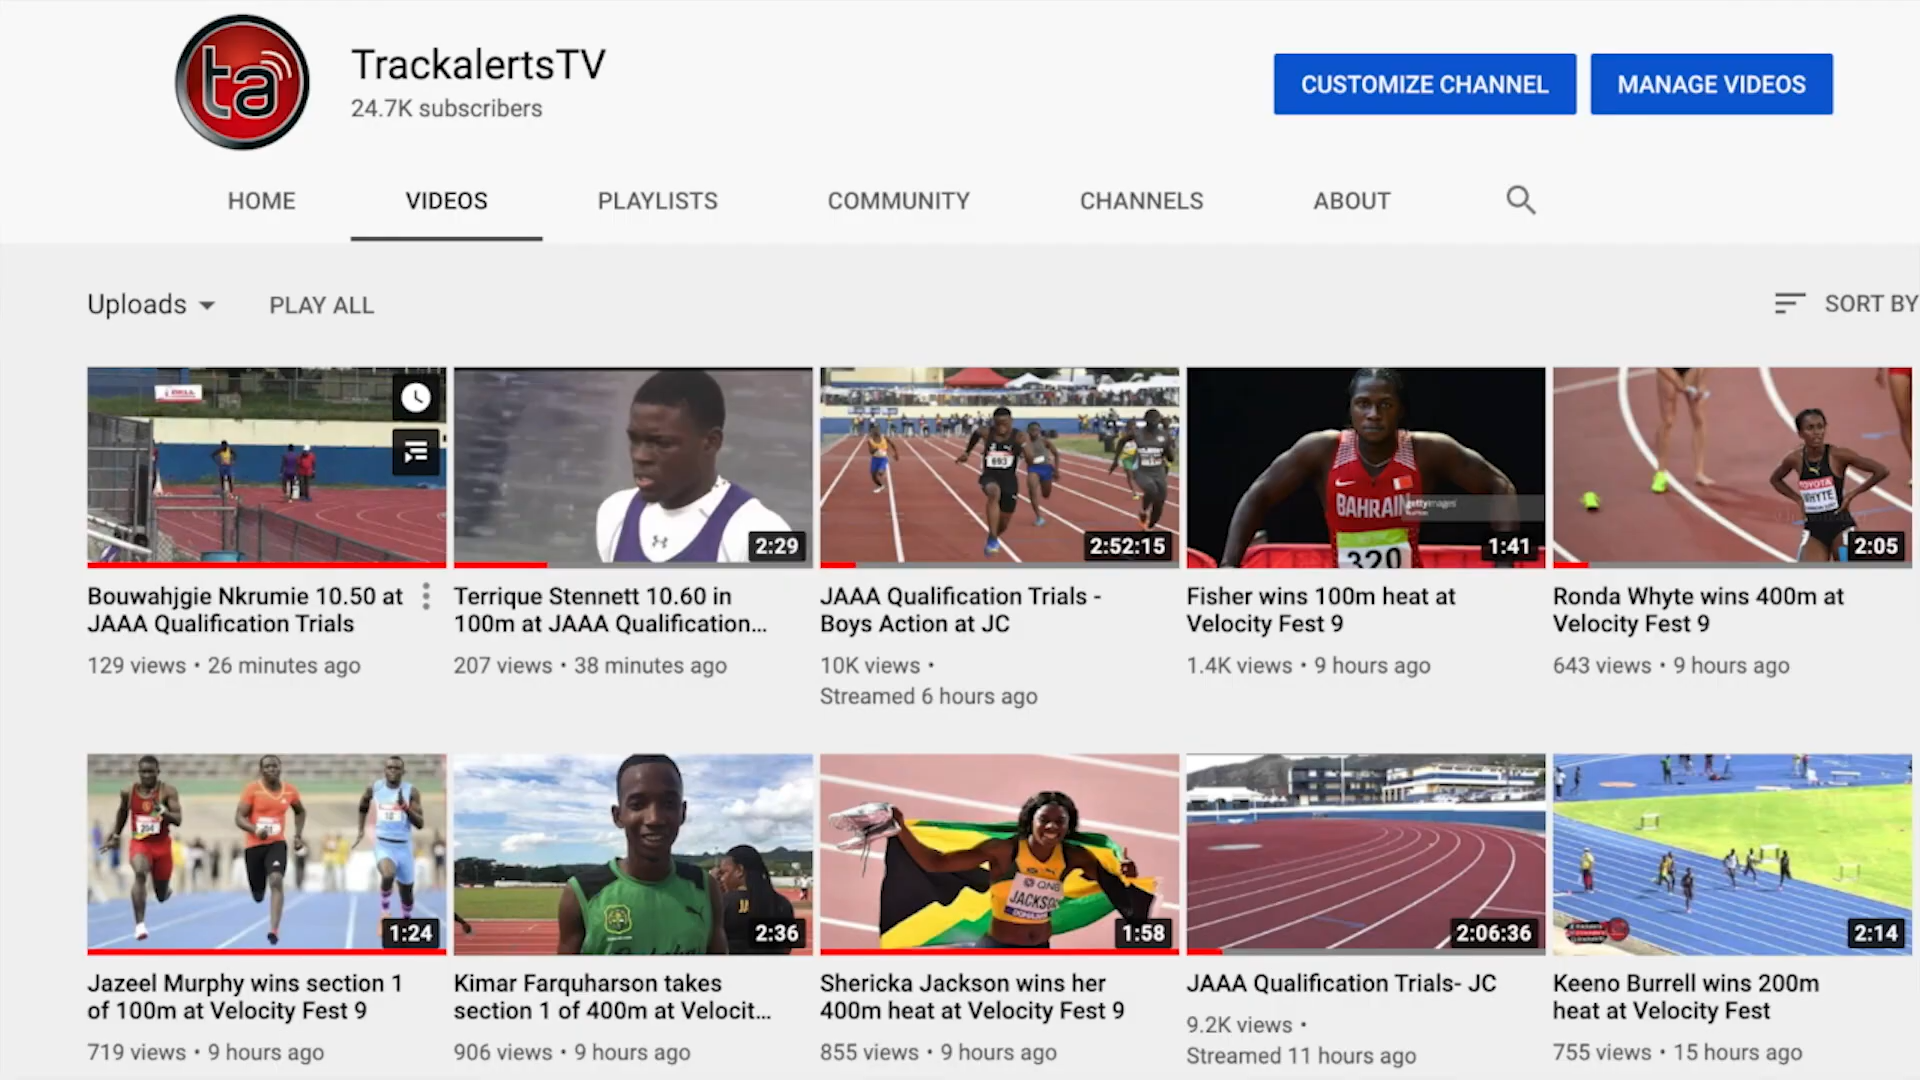 ta
TrackalertsTV
24.7K subscribers
CUSTOMIZE CHANNEL
MANAGE VIDEOS
HOME
VIDEOS
PLAYLISTS
COMMUNITY
CHANNELS
ABOUT
Uploads
PLAY ALL
SORT BY
2:29
693
2:52:15
BAHRAIN
gettyimages
320
1:41
TOYOTA
WHYTE
2:05
Bouwahjgie Nkrumie 10.50 at
JAAA Qualification Trials
129 views • 26 minutes ago
Terrique Stennett 10.60 in
100m at JAAA Qualification...
207 views • 38 minutes ago
JAAA Qualification Trials -
Boys Action at JC
10K views •
Streamed 6 hours ago
Fisher wins 100m heat at
Velocity Fest 9
1.4K views • 9 hours ago
Ronda Whyte wins 400m at
Velocity Fest 9
643 views • 9 hours ago
204
1:24
2:36
QNB
JACKSO
1:58
2:06:36
2:14
Jazeel Murphy wins section 1
of 100m at Velocity Fest 9
719 views • 9 hours ago
Kimar Farquharson takes
section 1 of 400m at Velocit...
906 views • 9 hours ago
Shericka Jackson wins her
400m heat at Velocity Fest 9
855 views • 9 hours ago
JAAA Qualification Trials- JC
9.2K views •
Streamed 11 hours ago
Keeno Burrell wins 200m
heat at Velocity Fest
755 views • 15 hours ago